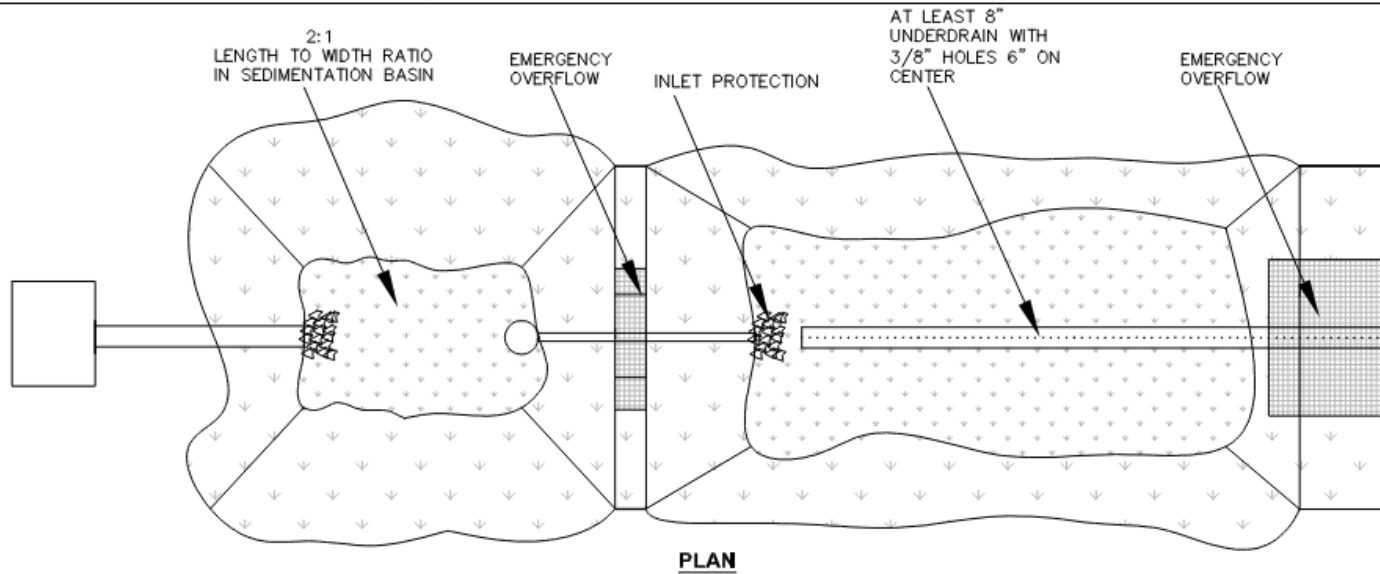 2:1
LENGTH TO WIDTH RATIO
IN SEDIMENTATION BASIN
EMERGENCY
OVERFLOW
INLET PROTECTION
AT LEAST 8"
UNDERDRAIN WITH
3/8" HOLES 6" ON
CENTER
EMERGENCY
OVERFLOW
PLAN